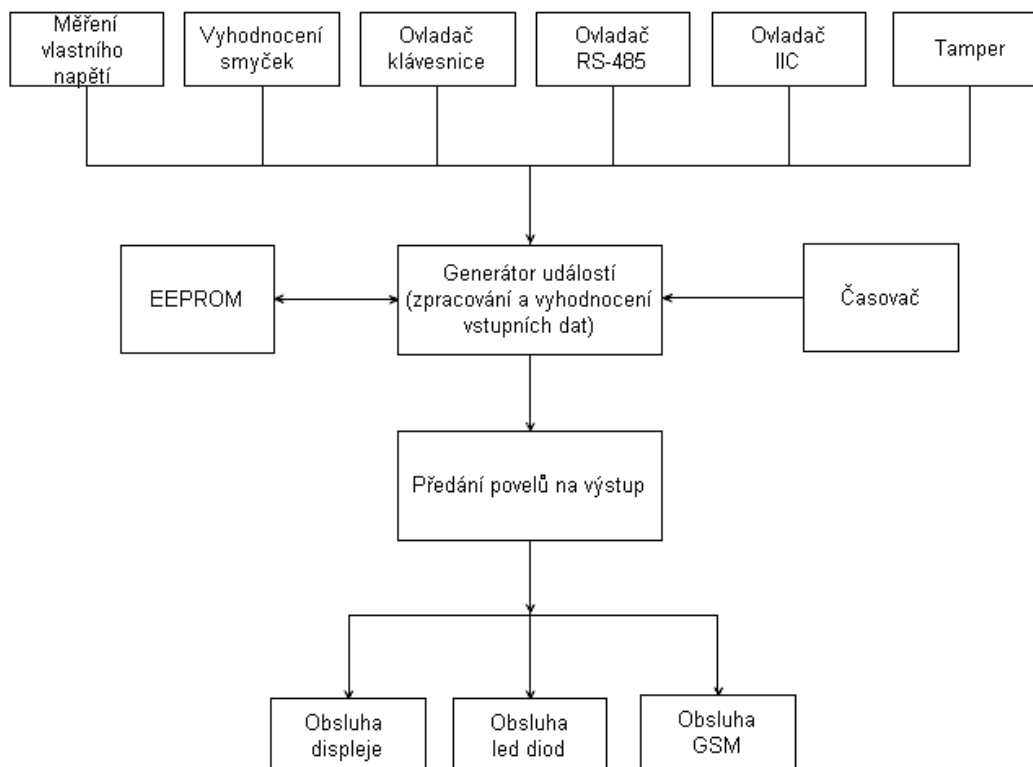 Měření
vlastního
napětí
Vyhodnocení
smyček
Ovladač
klávesnice
Ovladač
RS-485
Ovladač
IIC
Tamper
EEPROM
Generátor událostí
(zpracování a vyhodnocení
vstupních dat)
Časovač
Předání povelů na výstup
Obsluha
displeje
Obsluha
led diod
Obsluha
GSM